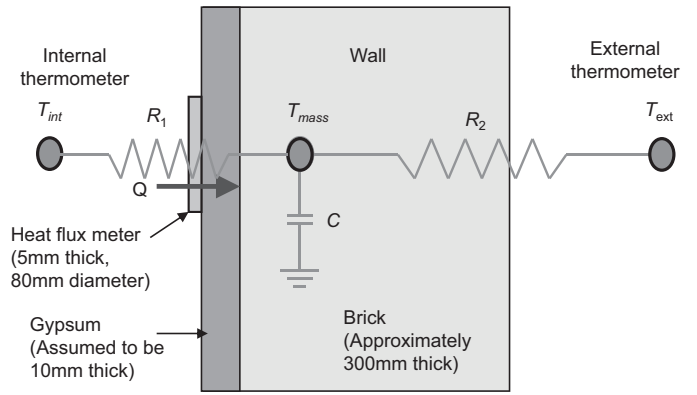 Internal
thermometer
T_int
R_1
Q
Heat flux meter
(5mm thick,
80mm diameter)
Gypsum
(Assumed to be
10mm thick)
Wall
T_mass
C
R_2
Brick
(Approximately
300mm thick)
External
thermometer
T_ext